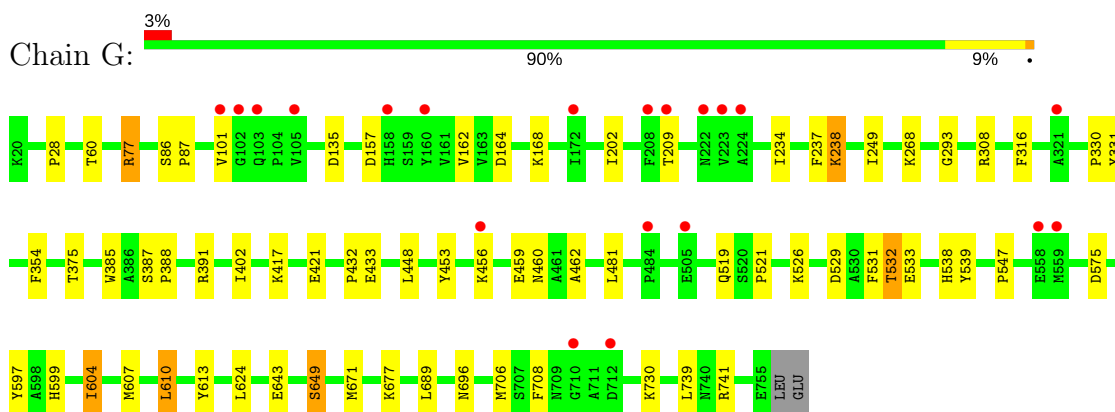 3%
Chain G:
90% 9% •
K20 P28 T60 R77 S86 P87 V101 G102 Q103 P104 V105 D135 D157 H158 S159 Y160 V161 V162 V163 D164 K168 I172 I202 F208 T209 N222 V223 A224 I234 F237 K238 I249 K268 G293 R308 F316 A321 P330
F354 T375 W385 A386 S387 P388 R391 I402 K417 E421 P432 E433 L448 Y453 K456 E459 N460 A461 A462 L481 P484 E505 Q519 S520 P521 K526 D529 A530 F531 T532 E533 H538 Y539 P547 E558 M559 D575
Y597 A598 H599 I604 M607 L610 Y613 L624 E643 S649 M671 K677 L689 N696 M706 S707 F708 N709 G710 A711 D712 K730 L739 N740 R741 E755 LEU GLU